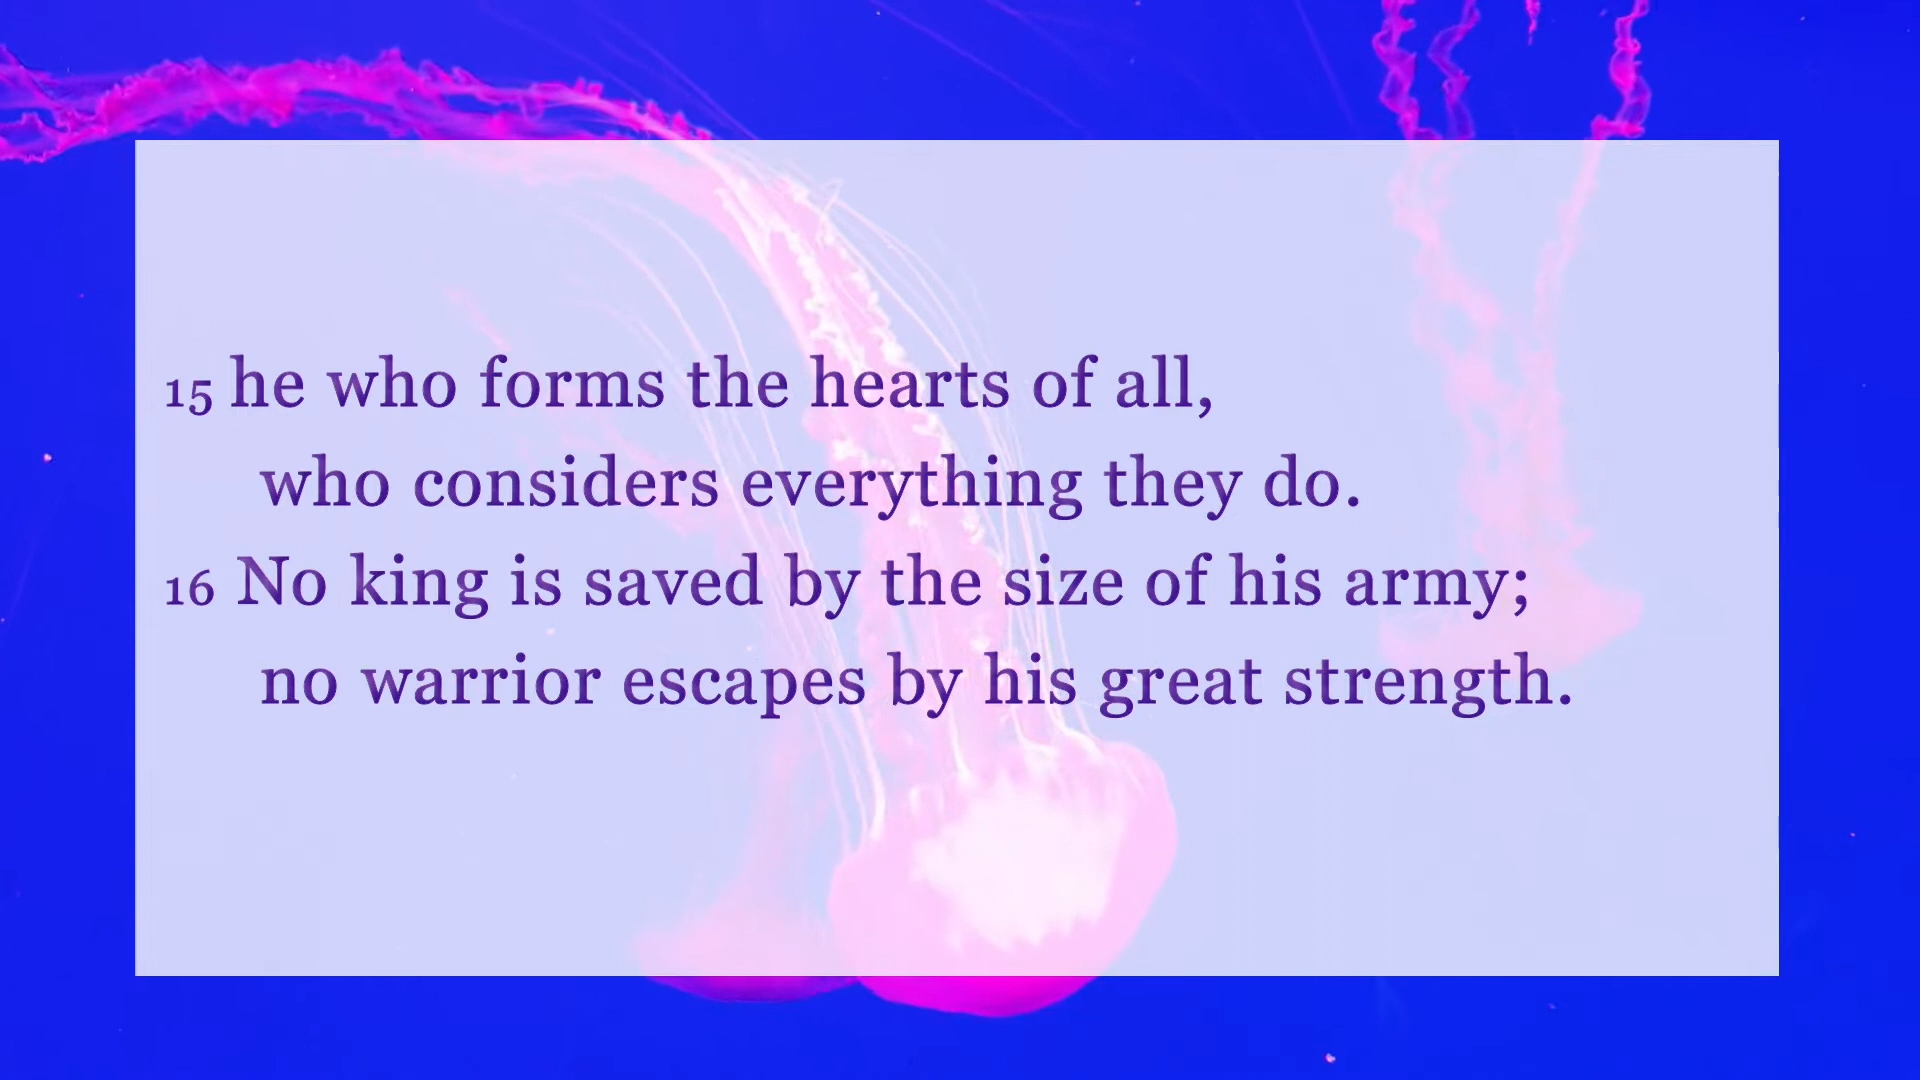 15 he who forms the hearts of all,
who considers everything they do.
16 No king is saved by the size of his army;
no warrior escapes by his great strength.